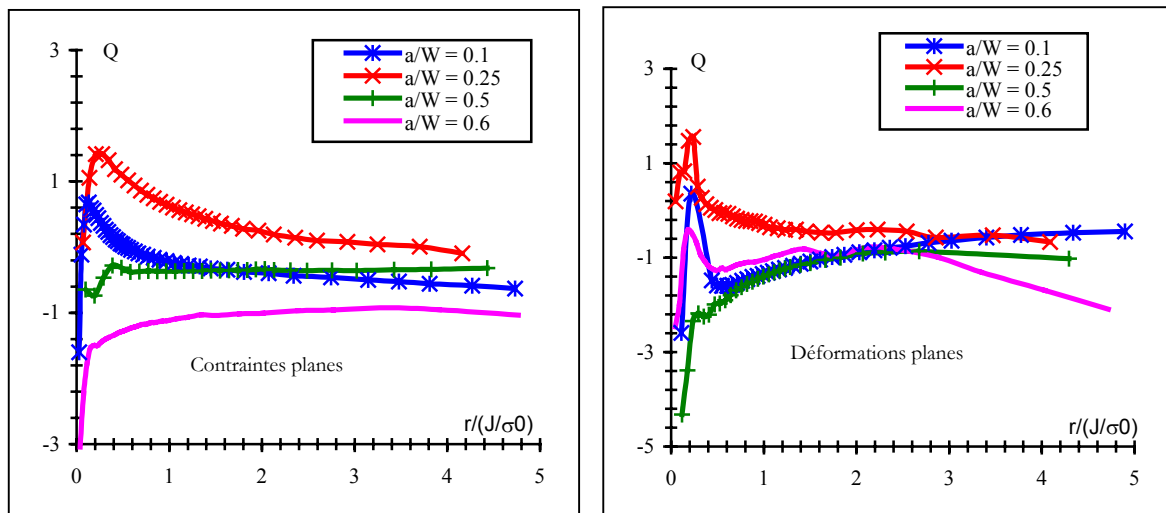 3
Q
a/W = 0.1
a/W = 0.25
a/W = 0.5
a/W = 0.6
1
-1
Contraintes planes
r/(J/σ0)
-3
0
1
2
3
4
5
3
Q
a/W = 0.1
a/W = 0.25
a/W = 0.5
a/W = 0.6
1
-1
-3
Déformations planes
r/(J/σ0)
-5
0
1
2
3
4
5